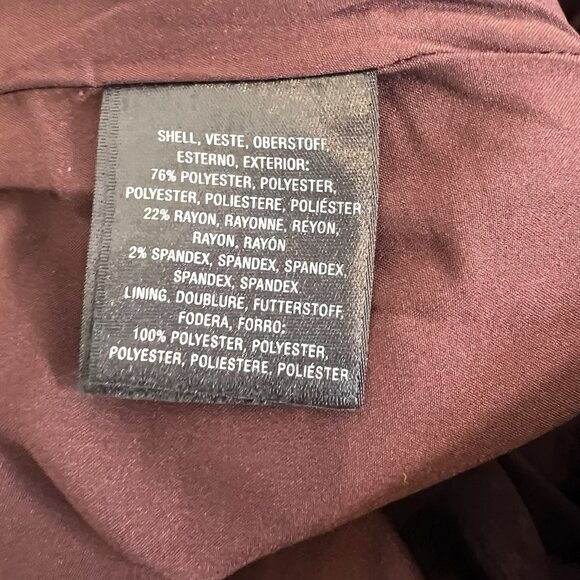 SHELL, VESTE, OBERSTOFF,
ESTERNO, EXTERIOR:
76% POLYESTER, POLYESTER,
POLYESTER, POLIESTERE, POLIÉSTER
22% RAYON, RAYONNE, REYON,
RAYON, RAYÓN
2% SPANDEX, SPANDEX, SPANDEX,
SPANDEX, SPANDEX
LINING, DOUBLURE, FUTTERSTOFF,
FODERA, FORRO:
100% POLYESTER, POLYESTER,
POLYESTER, POLIESTERE, POLIÉSTER